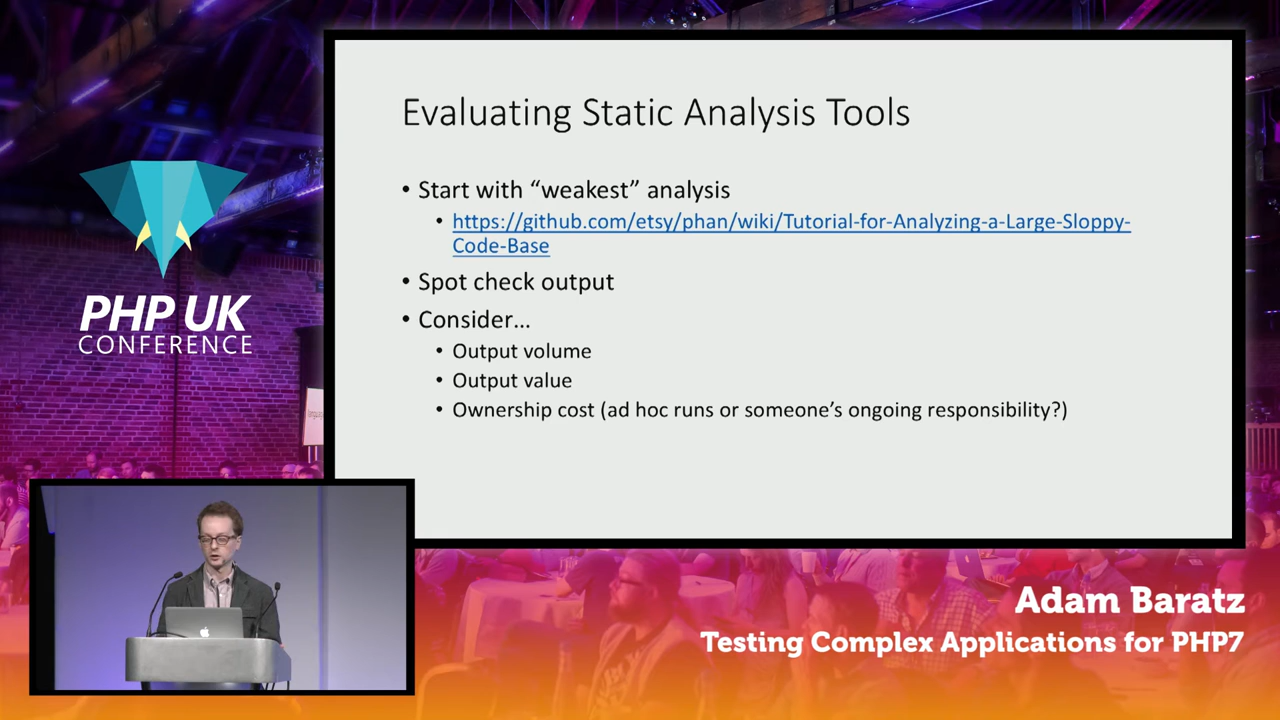 Evaluating Static Analysis Tools
• Start with “weakest” analysis
• https://github.com/etsy/phan/wiki/Tutorial-for-Analyzing-a-Large-Sloppy-
Code-Base
• Spot check output
• Consider...
• Output volume
• Output value
• Ownership cost (ad hoc runs or someone’s ongoing responsibility?)
PHP UK
CONFERENCE
Adam Baratz
Testing Complex Applications for PHP7